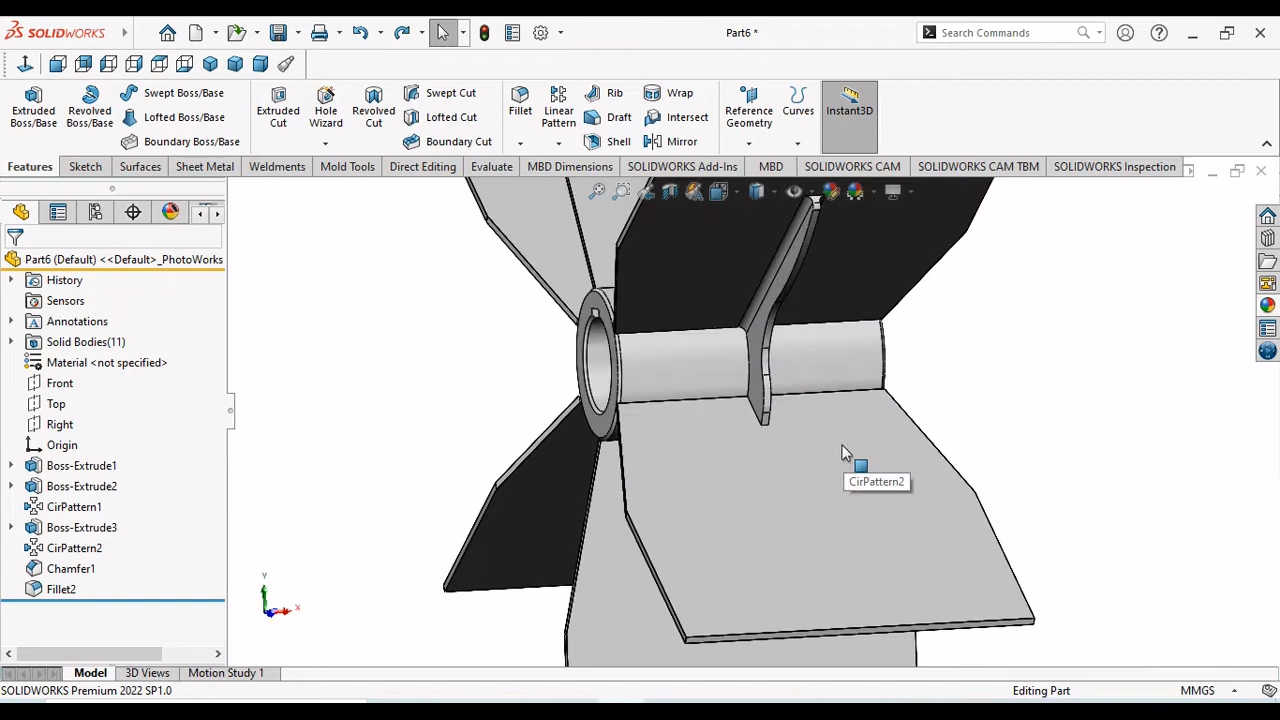 SOLIDWORKS
Part6 *
Search Commands
Extruded Boss/Base
Revolved Boss/Base
Swept Boss/Base
Lofted Boss/Base
Boundary Boss/Base
Extruded Cut
Hole Wizard
Revolved Cut
Swept Cut
Lofted Cut
Boundary Cut
Fillet
Linear Pattern
Rib
Draft
Shell
Wrap
Intersect
Mirror
Reference Geometry
Curves
Instant3D
Features
Sketch
Surfaces
Sheet Metal
Weldments
Mold Tools
Direct Editing
Evaluate
MBD Dimensions
SOLIDWORKS Add-Ins
MBD
SOLIDWORKS CAM
SOLIDWORKS CAM TBM
SOLIDWORKS Inspection
Part6 (Default) <<Default>_PhotoWorks
History
Sensors
Annotations
Solid Bodies(11)
Material <not specified>
Front
Top
Right
Origin
Boss-Extrude1
Boss-Extrude2
CirPattern1
Boss-Extrude3
CirPattern2
Chamfer1
Fillet2
CirPattern2
Y
X
Model
3D Views
Motion Study 1
SOLIDWORKS Premium 2022 SP1.0
Editing Part
MMGS